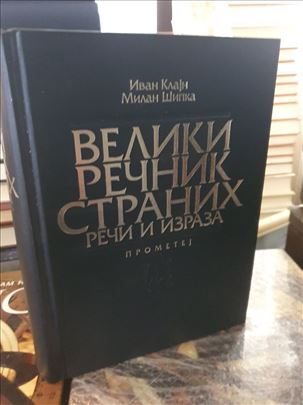 Иван Клајн
Милан Шипка
ВЕЛИКИ
РЕЧНИК
СТРАНИХ
РЕЧИ И ИЗРАЗА
ПРОМЕТЕЈ